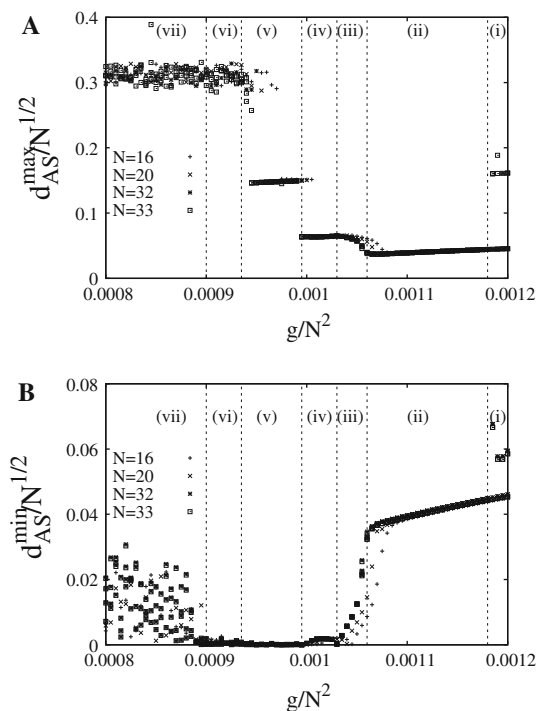 A
0.4
0.3
0.2
0.1
0
(vii)
(vi)
(v)
(iv)
(iii)
(ii)
(i)
N=16
N=20
N=32
N=33
d_AS^max/N^1/2
0.0008
0.0009
0.001
0.0011
0.0012
g/N^2
B
0.08
0.06
0.04
0.02
0
(vii)
(vi)
(v)
(iv)
(iii)
(ii)
(i)
N=16
N=20
N=32
N=33
d_AS^min/N^1/2
0.0008
0.0009
0.001
0.0011
0.0012
g/N^2